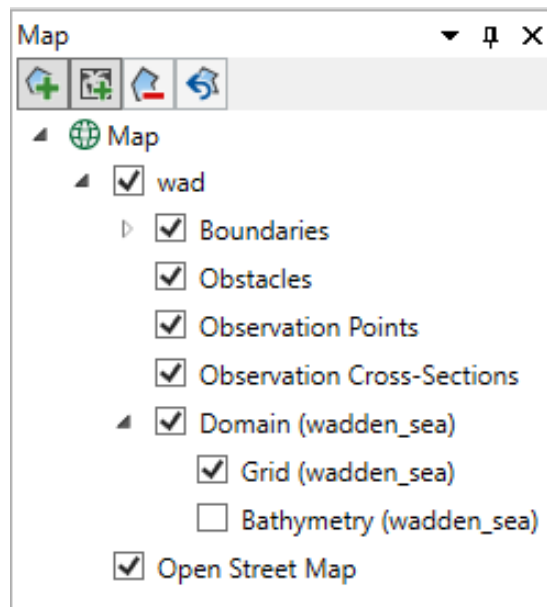 Map
Map
wad
Boundaries
Obstacles
Observation Points
Observation Cross-Sections
Domain (wadden_sea)
Grid (wadden_sea)
Bathymetry (wadden_sea)
Open Street Map